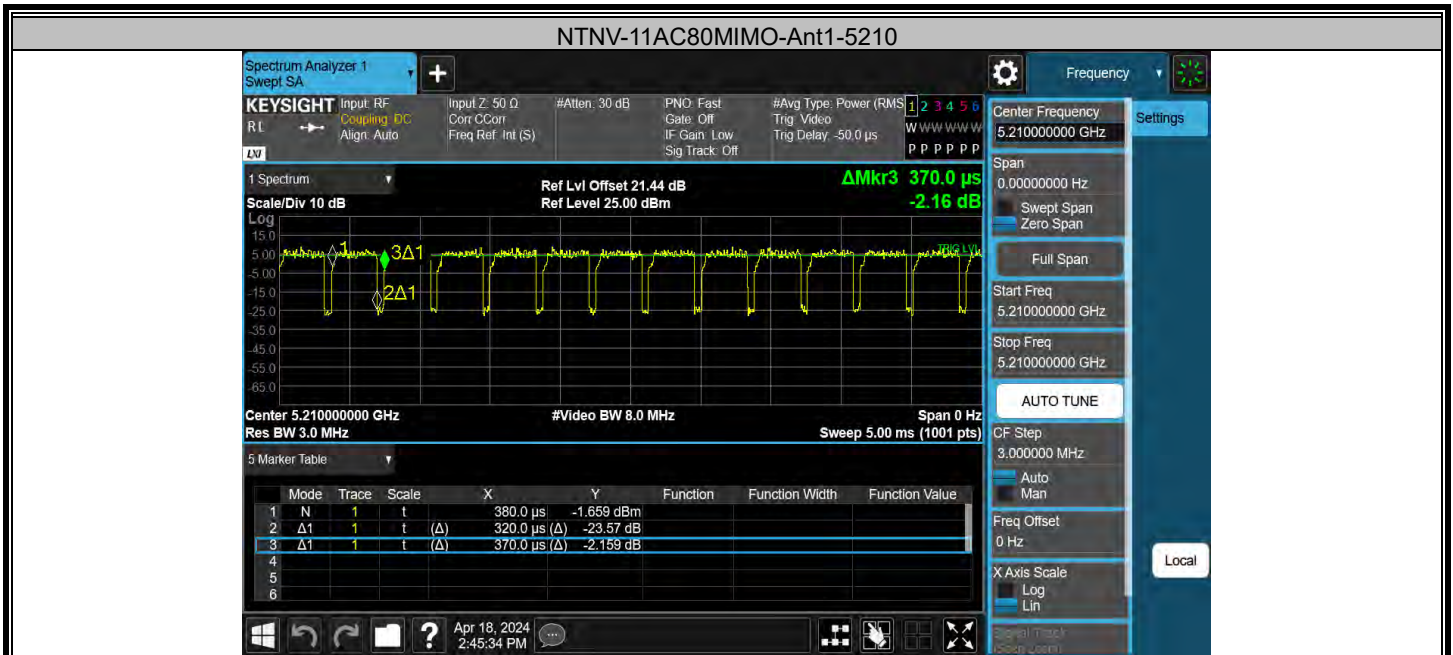 NTNV-11AC80MIMO-Ant1-5210
Spectrum Analyzer 1
Swept SA
+
Frequency
KEYSIGHT
RL
LXI
Input: RF
Coupling: DC
Align: Auto
Input Z: 50 Ω
Corr CCorr
Freq Ref: Int (S)
#Atten: 30 dB
PNO: Fast
Gate: Off
IF Gain: Low
Sig Track: Off
#Avg Type: Power (RMS
Trig: Video
Trig Delay: -50.0 µs
1 2 3 4 5 6
W W W W W W
P P P P P P
Settings
Center Frequency
5.210000000 GHz
Span
0.00000000 Hz
Swept Span
Zero Span
Full Span
Start Freq
5.210000000 GHz
Stop Freq
5.210000000 GHz
AUTO TUNE
CF Step
3.000000 MHz
Auto
Man
Freq Offset
0 Hz
X Axis Scale
Log
Lin
Signal Track
(Span Zoom)
Local
1 Spectrum
Scale/Div 10 dB
Ref Lvl Offset 21.44 dB
Ref Level 25.00 dBm
ΔMkr3 370.0 µs
-2.16 dB
Log
15.0
5.00
-5.00
-15.0
-25.0
-35.0
-45.0
-55.0
-65.0
1
3Δ1
2Δ1
TRIG LVL
Center 5.210000000 GHz
#Video BW 8.0 MHz
Span 0 Hz
Res BW 3.0 MHz
Sweep 5.00 ms (1001 pts)
5 Marker Table
Mode Trace Scale X Y Function Function Width Function Value
1 N 1 t 380.0 µs -1.659 dBm
2 Δ1 1 t (Δ) 320.0 µs (Δ) -23.57 dB
3 Δ1 1 t (Δ) 370.0 µs (Δ) -2.159 dB
4
5
6
?
Apr 18, 2024
2:45:34 PM